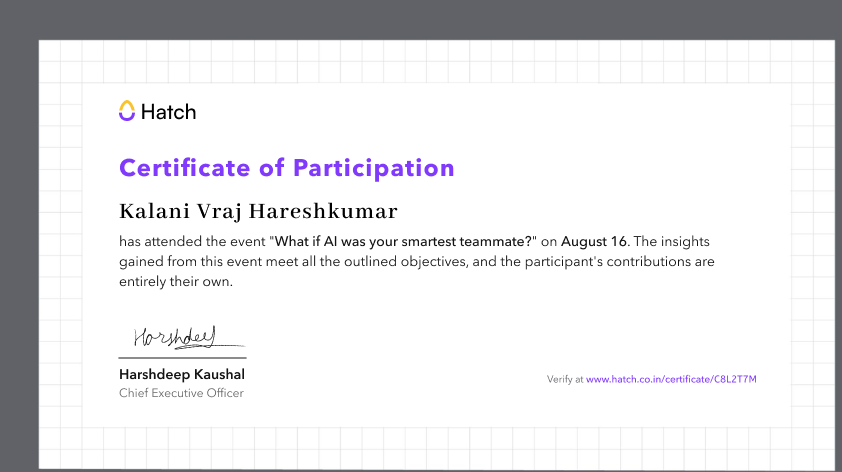 Hatch
Certificate of Participation
Kalani Vraj Hareshkumar
has attended the event "What if AI was your smartest teammate?" on August 16. The insights
gained from this event meet all the outlined objectives, and the participant's contributions are
entirely their own.
Harshdeep
Harshdeep Kaushal
Chief Executive Officer
Verify at www.hatch.co.in/certificate/C8L2T7M